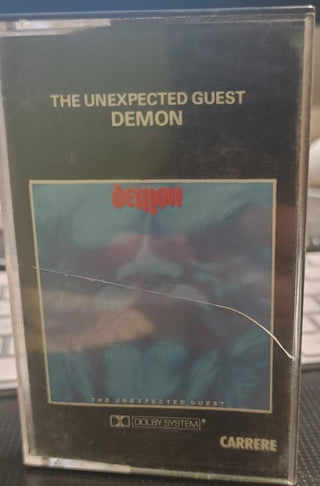 THE UNEXPECTED GUEST
DEMON
demon
THE UNEXPECTED GUEST
DOLBY SYSTEM®
CARRERE